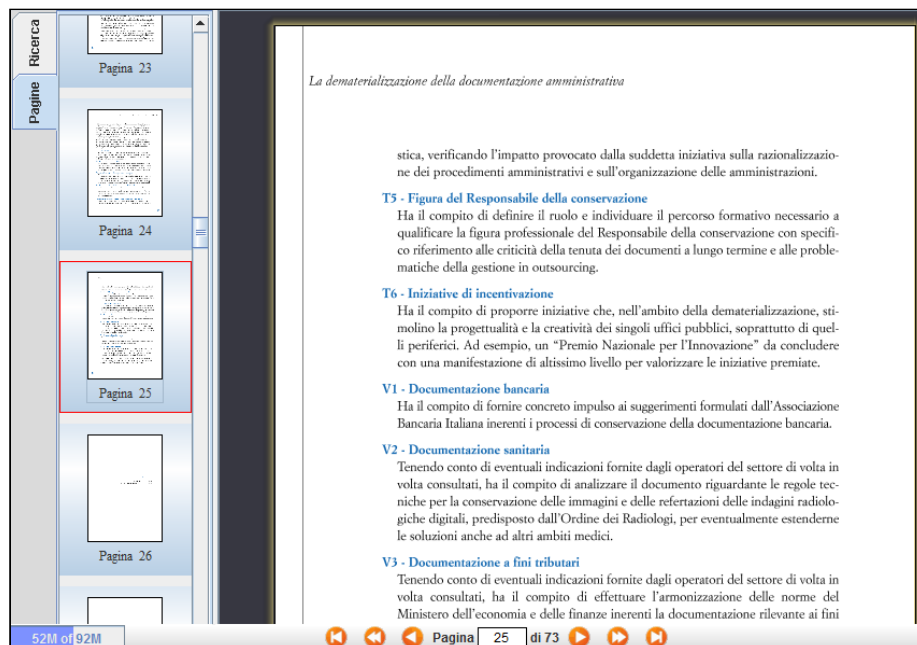 Ricerca
Pagine
Pagina 23
Pagina 24
Pagina 25
Pagina 26
La dematerializzazione della documentazione amministrativa
stica, verificando l'impatto provocato dalla suddetta iniziativa sulla razionalizzazio-
ne dei procedimenti amministrativi e sull'organizzazione delle amministrazioni.
T5 - Figura del Responsabile della conservazione
Ha il compito di definire il ruolo e individuare il percorso formativo necessario a
qualificare la figura professionale del Responsabile della conservazione con specifi-
co riferimento alle criticità della tenuta dei documenti a lungo termine e alle proble-
matiche della gestione in outsourcing.
T6 - Iniziative di incentivazione
Ha il compito di proporre iniziative che, nell'ambito della dematerializzazione, sti-
molino la progettualità e la creatività dei singoli uffici pubblici, soprattutto di quel-
li periferici. Ad esempio, un “Premio Nazionale per l'Innovazione” da concludere
con una manifestazione di altissimo livello per valorizzare le iniziative premiate.
V1 - Documentazione bancaria
Ha il compito di fornire concreto impulso ai suggerimenti formulati dall'Associazione
Bancaria Italiana inerenti i processi di conservazione della documentazione bancaria.
V2 - Documentazione sanitaria
Tenendo conto di eventuali indicazioni fornite dagli operatori del settore di volta in
volta consultati, ha il compito di analizzare il documento riguardante le regole tec-
niche per la conservazione delle immagini e delle refertazioni delle indagini radiolo-
giche digitali, predisposto dall'Ordine dei Radiologi, per eventualmente estenderne
le soluzioni anche ad altri ambiti medici.
V3 - Documentazione a fini tributari
Tenendo conto di eventuali indicazioni fornite dagli operatori del settore di volta in
volta consultati, ha il compito di effettuare l'armonizzazione delle norme del
Ministero dell'economia e delle finanze inerenti la documentazione rilevante ai fini
52M of 92M
Pagina 25 di 73